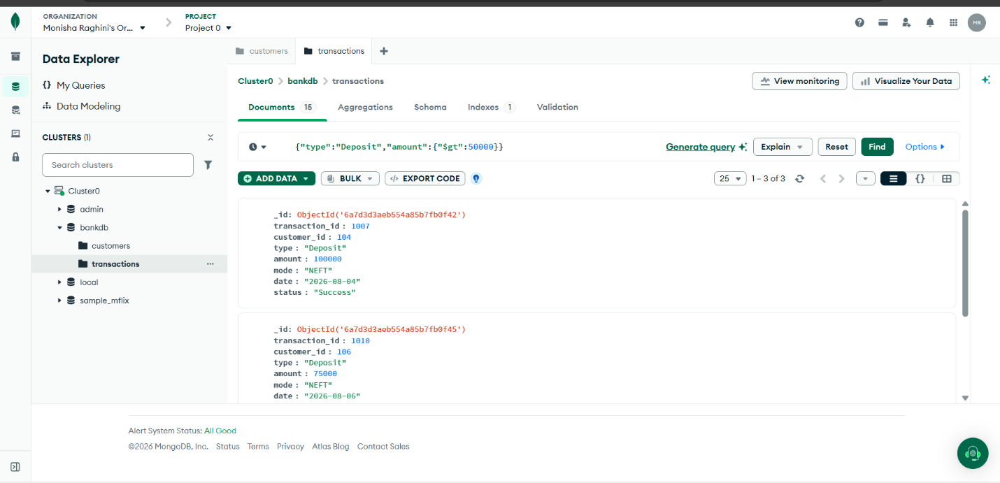 ORGANIZATION
Monisha Raghini's Or...
PROJECT
Project 0
MR
Data Explorer
{} My Queries
Data Modeling
CLUSTERS (1)
Search clusters
Cluster0
admin
bankdb
customers
transactions
local
sample_mflix
customers
transactions
Cluster0 > bankdb > transactions
View monitoring
Visualize Your Data
Documents 15 Aggregations Schema Indexes 1 Validation
{"type":"Deposit","amount":{"$gt":50000}}
Generate query
Explain
Reset
Find
Options
ADD DATA
BULK
EXPORT CODE
25
1 – 3 of 3
{}
_id: ObjectId('6a7d3d3aeb554a85b7fb0f42')
transaction_id : 1007
customer_id : 104
type : "Deposit"
amount : 100000
mode : "NEFT"
date : "2026-08-04"
status : "Success"
_id: ObjectId('6a7d3d3aeb554a85b7fb0f45')
transaction_id : 1010
customer_id : 106
type : "Deposit"
amount : 75000
mode : "NEFT"
date : "2026-08-06"
Alert System Status: All Good
©2026 MongoDB, Inc. Status Terms Privacy Atlas Blog Contact Sales